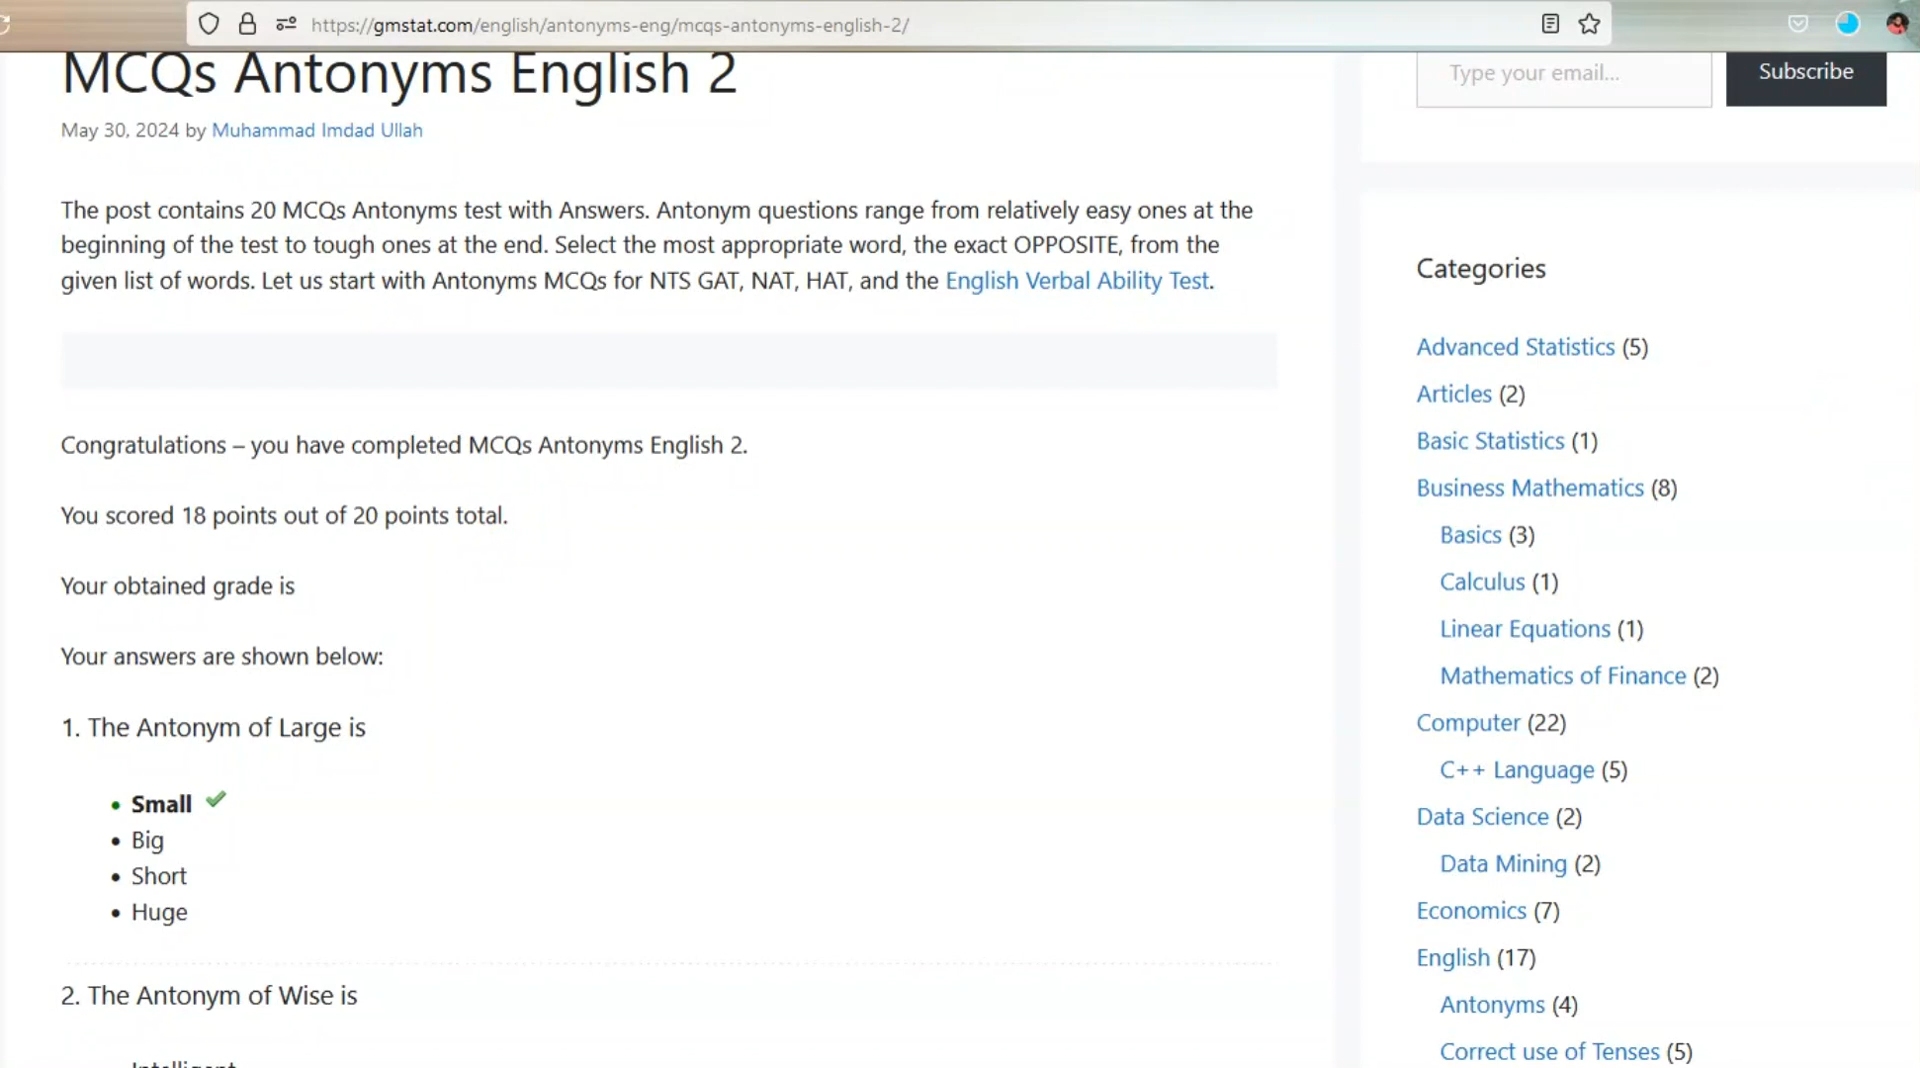 https://gmstat.com/english/antonyms-eng/mcqs-antonyms-english-2/
MCQs Antonyms English 2
May 30, 2024 by Muhammad Imdad Ullah
The post contains 20 MCQs Antonyms test with Answers. Antonym questions range from relatively easy ones at the
beginning of the test to tough ones at the end. Select the most appropriate word, the exact OPPOSITE, from the
given list of words. Let us start with Antonyms MCQs for NTS GAT, NAT, HAT, and the English Verbal Ability Test.
Congratulations – you have completed MCQs Antonyms English 2.
You scored 18 points out of 20 points total.
Your obtained grade is
Your answers are shown below:
1. The Antonym of Large is
• Small
• Big
• Short
• Huge
2. The Antonym of Wise is
Intelligent
Type your email...
Subscribe
Categories
Advanced Statistics (5)
Articles (2)
Basic Statistics (1)
Business Mathematics (8)
Basics (3)
Calculus (1)
Linear Equations (1)
Mathematics of Finance (2)
Computer (22)
C++ Language (5)
Data Science (2)
Data Mining (2)
Economics (7)
English (17)
Antonyms (4)
Correct use of Tenses (5)